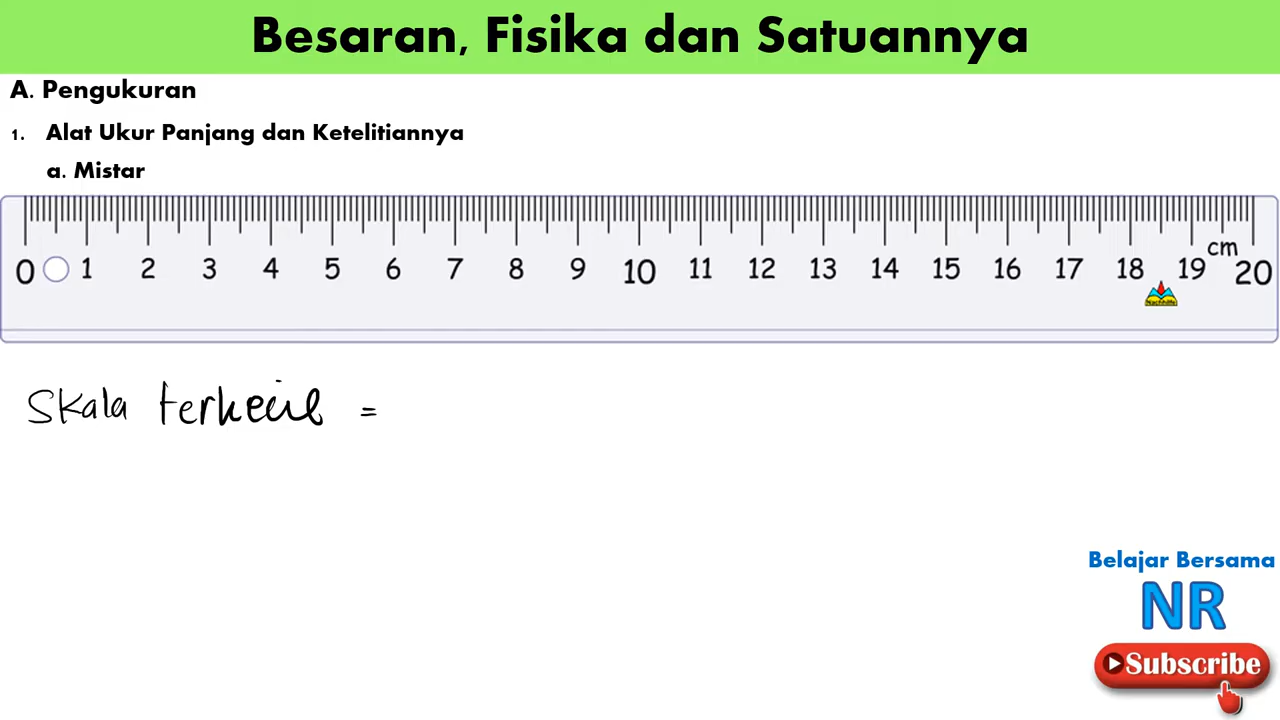 Besaran, Fisika dan Satuannya
A. Pengukuran
1. Alat Ukur Panjang dan Ketelitiannya
a. Mistar
cm
0 1 2 3 4 5 6 7 8 9 10 11 12 13 14 15 16 17 18 19 20
Nachhilfe
Skala terkecil =
Belajar Bersama
NR
Subscribe